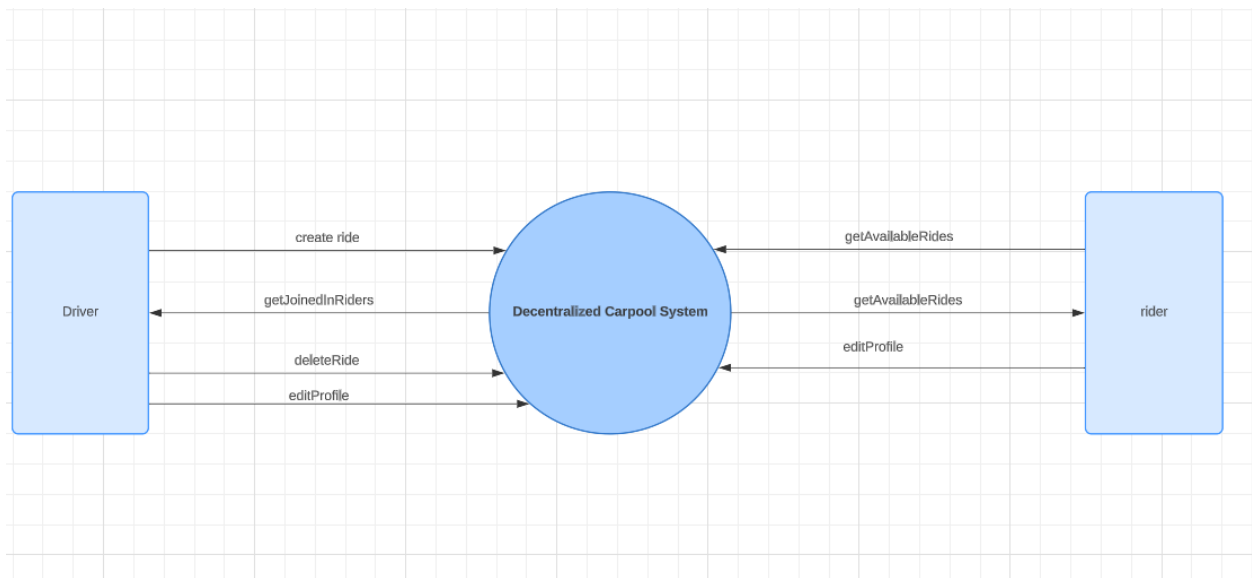 create ride
getAvailableRides
getJoinedInRiders
getAvailableRides
Driver
Decentralized Carpool System
rider
editProfile
deleteRide
editProfile